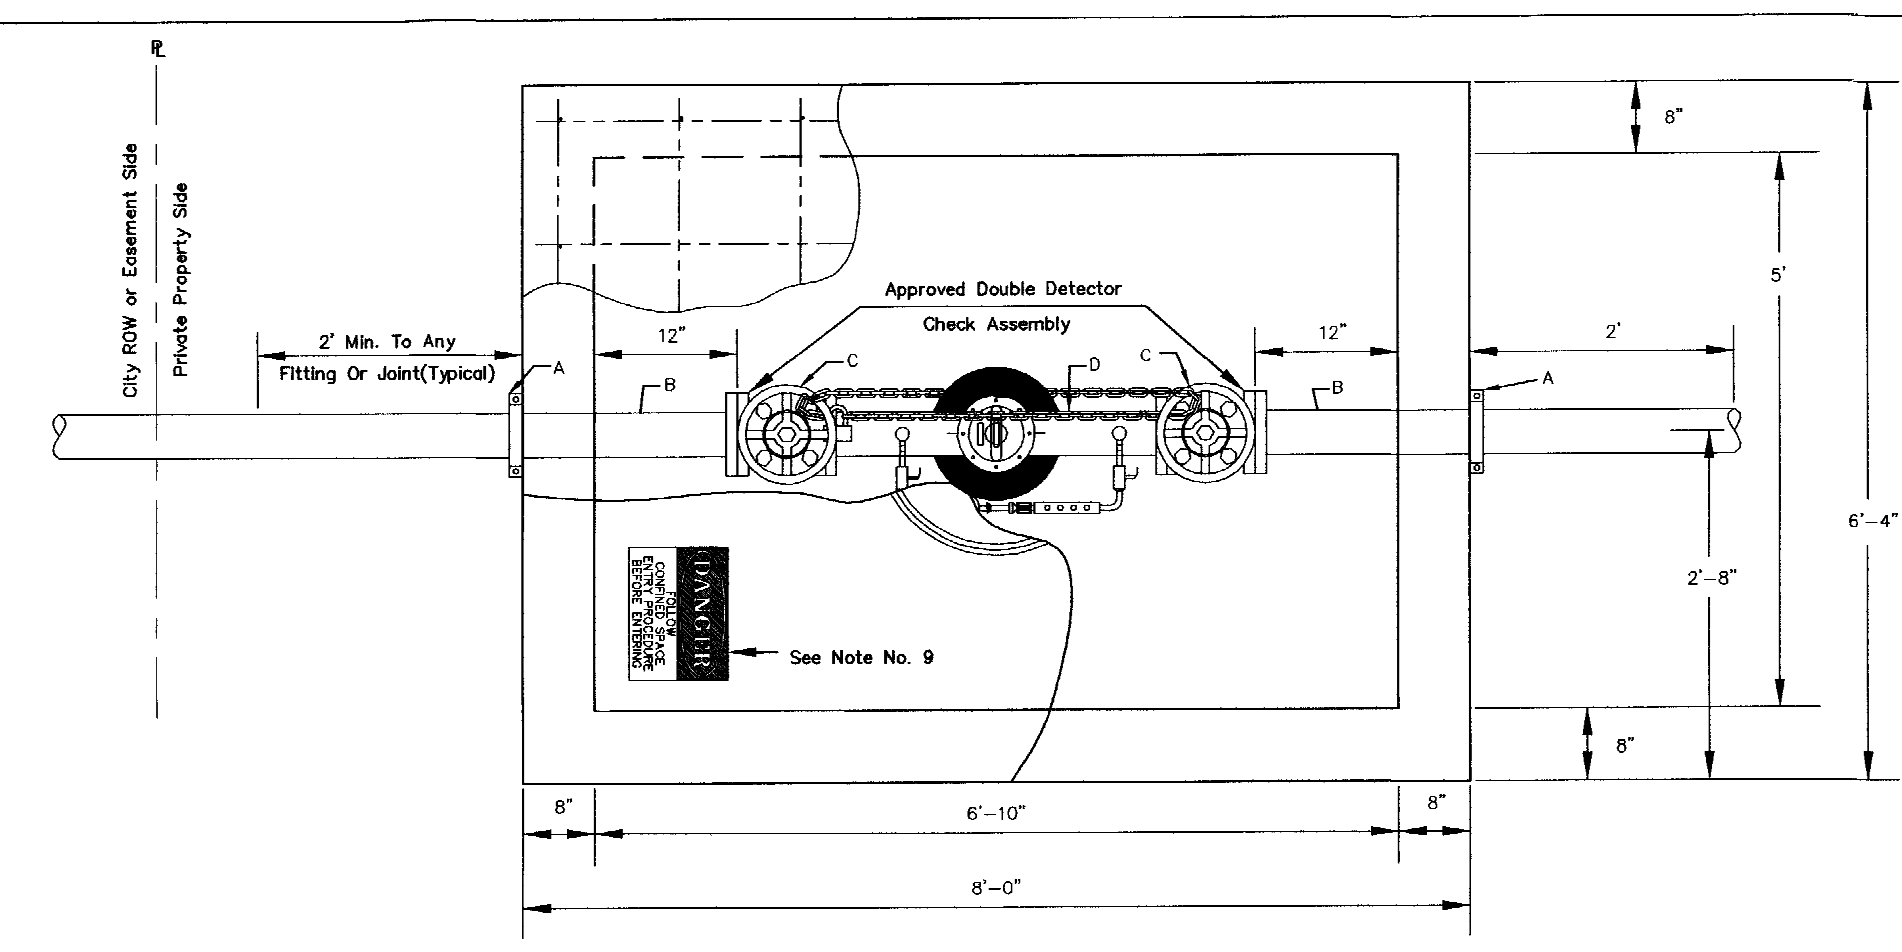 PL
City ROW or Easement Side
Private Property Side
8"
5'
Approved Double Detector
Check Assembly
2' Min. To Any
Fitting Or Joint(Typical)
12"
12"
2'
A
B
C
D
C
B
A
6'-4"
2'-8"
DANGER
FOLLOW
CONFINED SPACE
ENTRY PROCEDURE
BEFORE ENTERING
See Note No. 9
8"
8"
6'-10"
8"
8'-0"